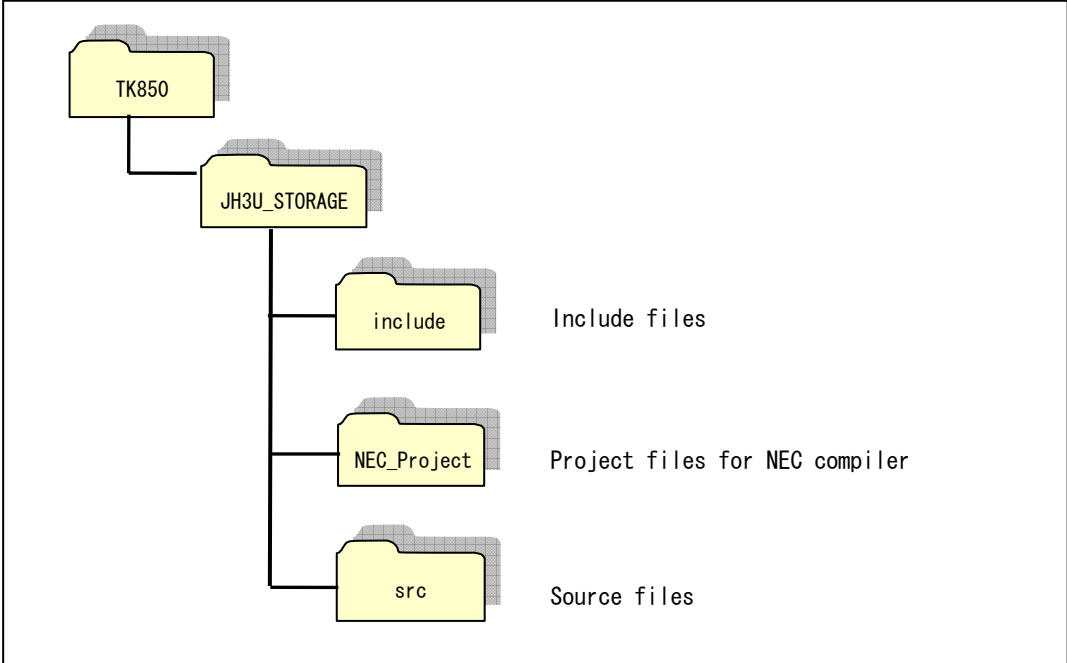 TK850
JH3U_STORAGE
include Include files
NEC_Project Project files for NEC compiler
src Source files